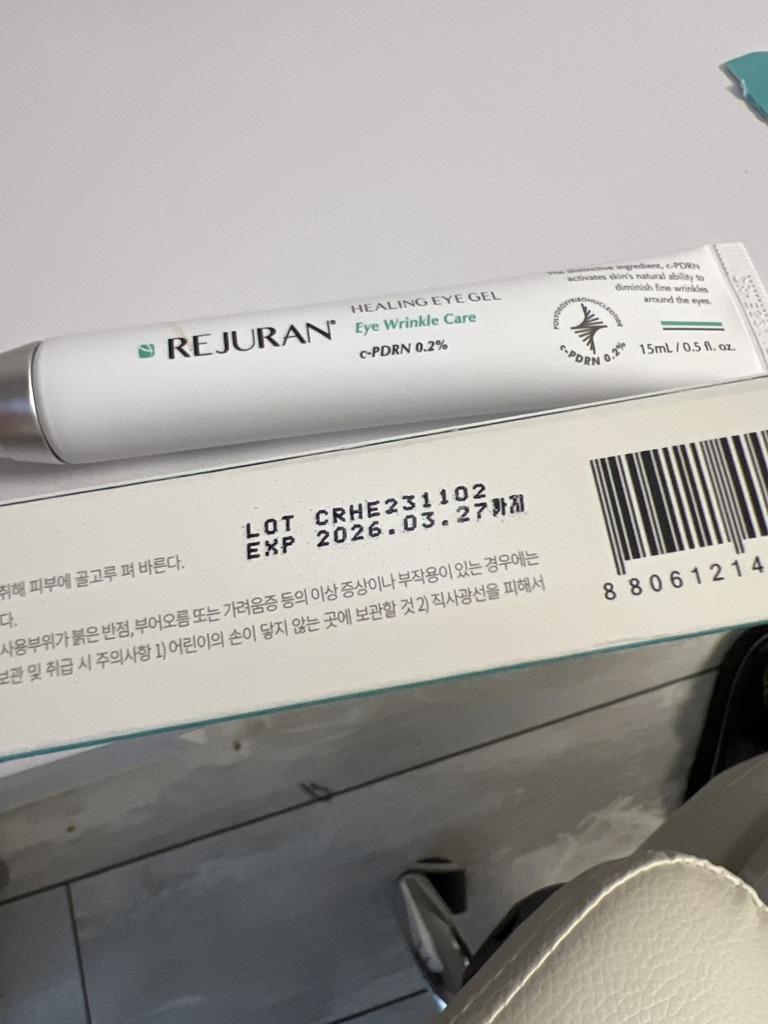 REJURAN®
HEALING EYE GEL
Eye Wrinkle Care
c-PDRN 0.2%
POLYDEOXYRIBONUCLEOTIDE
c-PDRN 0.2%
The distinctive ingredient, c-PDRN
activates skin's natural ability to
diminish fine wrinkles
around the eyes.
15mL / 0.5 fl. oz.
LOT CRHE231102
EXP 2026.03.27까지
취해 피부에 골고루 펴 바른다.
다.
사용부위가 붉은 반점,부어오름 또는 가려움증 등의 이상 증상이나 부작용이 있는 경우에는
보관 및 취급 시 주의사항 1) 어린이의 손이 닿지 않는 곳에 보관할 것 2) 직사광선을 피해서
8 8061214